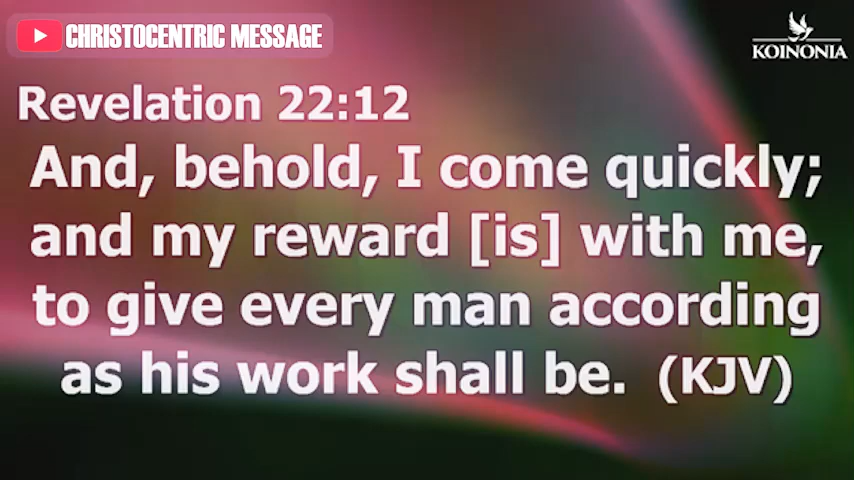 CHRISTOCENTRIC MESSAGE
KOINONIA
Revelation 22:12
And, behold, I come quickly;
and my reward [is] with me,
to give every man according
as his work shall be. (KJV)